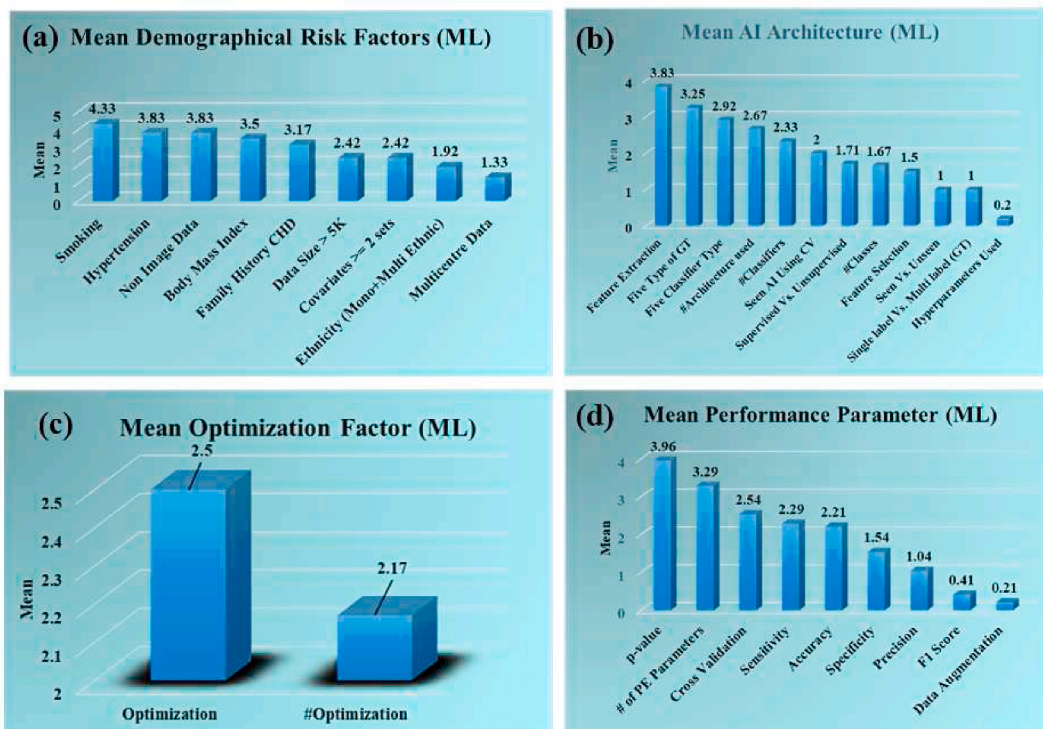 (a) Mean Demographical Risk Factors (ML)
Mean
5
4
3
2
1
0
4.33
3.83
3.83
3.5
3.17
2.42
2.42
1.92
1.33
Smoking
Hypertension
Non Image Data
Body Mass Index
Family History CHD
Data Size > 5K
Covariates >= 2 sets
Ethnicity (Mono+Multi Ethnic)
Multicentre Data
(b) Mean AI Architecture (ML)
Mean
4
3
2
1
0
3.83
3.25
2.92
2.67
2.33
2
1.71
1.67
1.5
1
1
0.2
Feature Extraction
Five Type of GT
Five Classifier Type
#Architecture used
#Classifiers
Seen AI Using CV
Supervised Vs. Unsupervised
#Classes
Feature Selection
Seen Vs. Unseen
Single label Vs. Multi label (GT)
Hyperparameters Used
(c) Mean Optimization Factor (ML)
Mean
2.5
2.4
2.3
2.2
2.1
2
2.5
2.17
Optimization
#Optimization
(d) Mean Performance Parameter (ML)
Mean
4
3
2
1
0
3.96
3.29
2.54
2.29
2.21
1.54
1.04
0.41
0.21
p-value
# of PE Parameters
Cross Validation
Sensitivity
Accuracy
Specificity
Precision
F1 Score
Data Augmentation